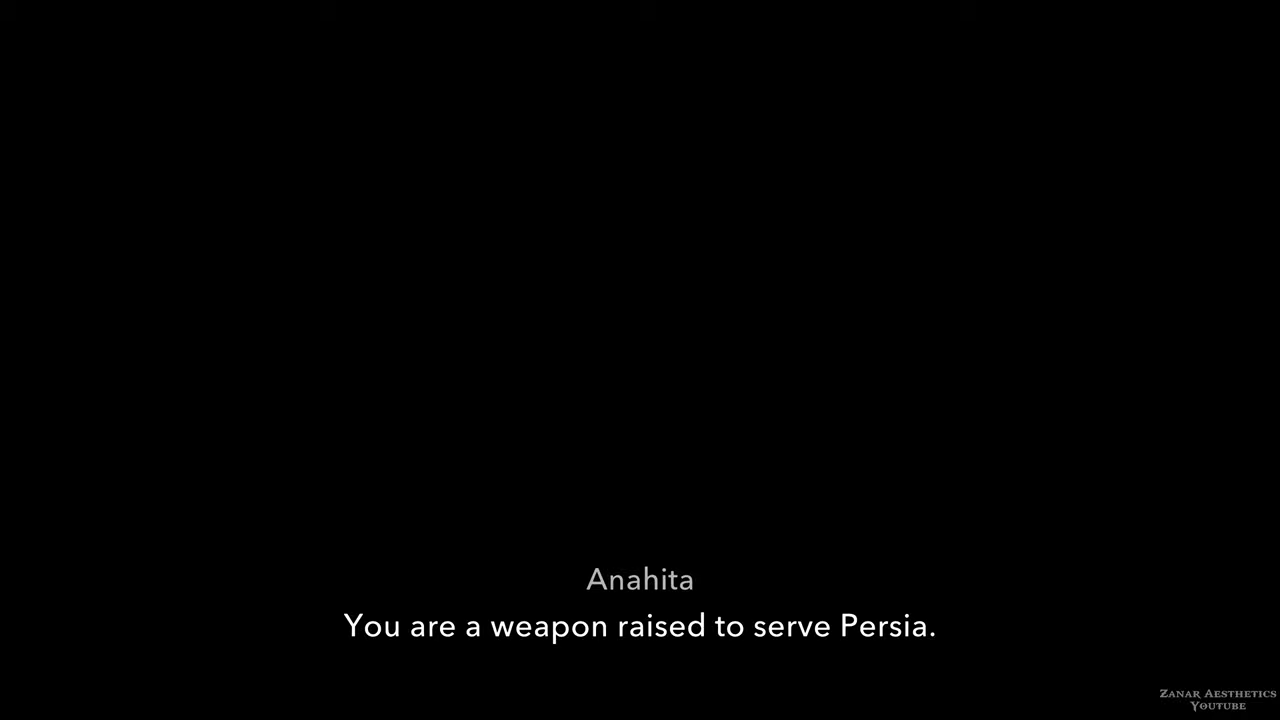 Anahita
You are a weapon raised to serve Persia.
Zanar Aesthetics
Youtube